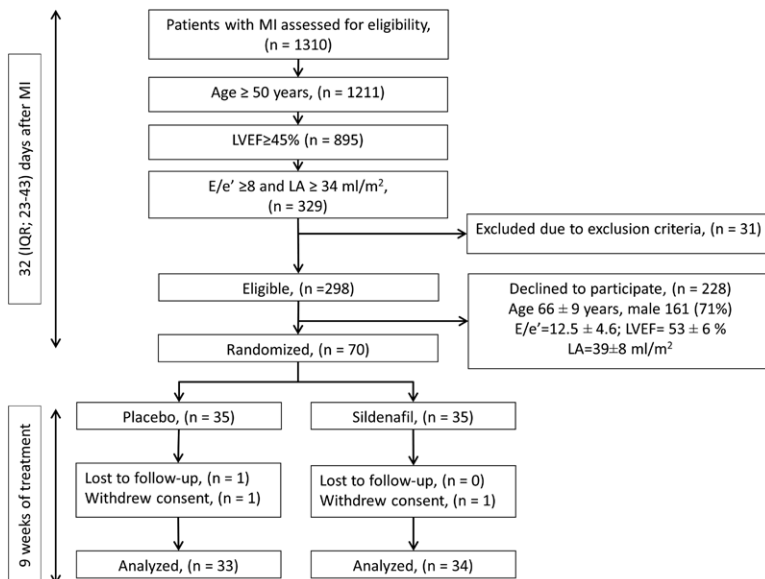 Patients with MI assessed for eligibility,
(n = 1310)
Age ≥ 50 years, (n = 1211)
LVEF≥45% (n = 895)
E/e’ ≥8 and LA ≥ 34 ml/m²,
(n = 329)
Excluded due to exclusion criteria, (n = 31)
Eligible, (n =298)
Declined to participate, (n = 228)
Age 66 ± 9 years, male 161 (71%)
E/e’=12.5 ± 4.6; LVEF= 53 ± 6 %
LA=39±8 ml/m²
Randomized, (n = 70)
32 (IQR; 23-43) days after MI
Placebo, (n = 35)
Sildenafil, (n = 35)
Lost to follow-up, (n = 1)
Withdrew consent, (n = 1)
Lost to follow-up, (n = 0)
Withdrew consent, (n = 1)
Analyzed, (n = 33)
Analyzed, (n = 34)
9 weeks of treatment